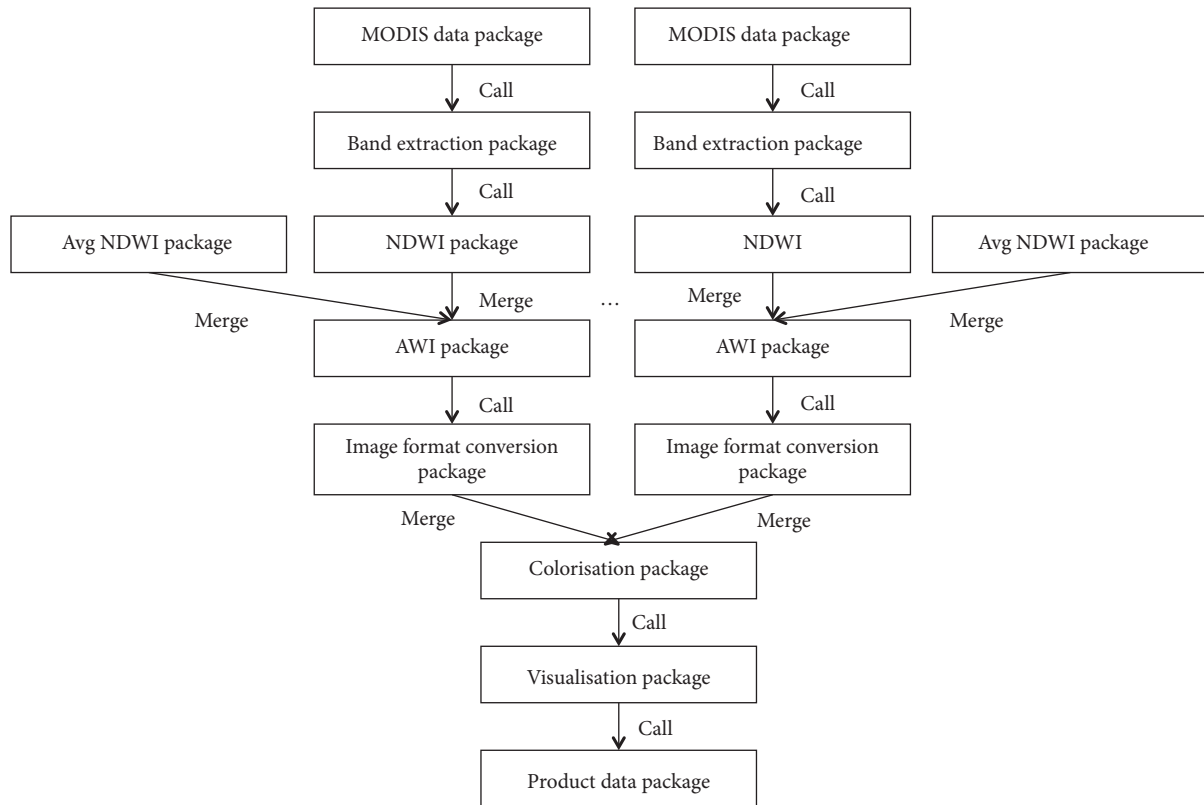 MODIS data package
MODIS data package
Call
Call
Band extraction package
Band extraction package
Call
Call
Avg NDWI package
NDWI package
NDWI
Avg NDWI package
Merge
Merge
...
Merge
Merge
AWI package
AWI package
Call
Call
Image format conversion
package
Image format conversion
package
Merge
Merge
Colorisation package
Call
Visualisation package
Call
Product data package